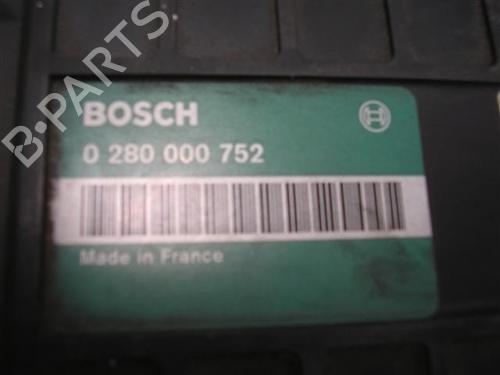 B-PARTS
BOSCH
0 280 000 752
Made in France